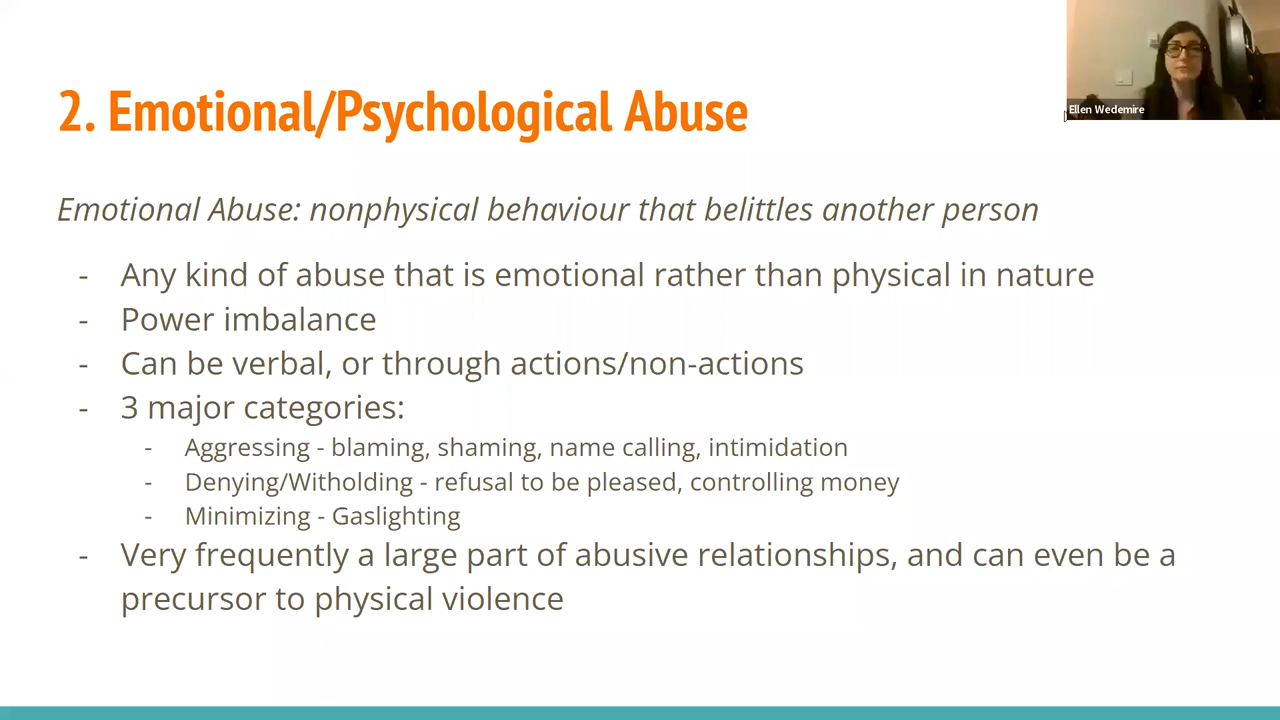 2. Emotional/Psychological Abuse
Ellen Wedemire
Emotional Abuse: nonphysical behaviour that belittles another person
- Any kind of abuse that is emotional rather than physical in nature
- Power imbalance
- Can be verbal, or through actions/non-actions
- 3 major categories:
- Aggressing - blaming, shaming, name calling, intimidation
- Denying/Witholding - refusal to be pleased, controlling money
- Minimizing - Gaslighting
- Very frequently a large part of abusive relationships, and can even be a
precursor to physical violence